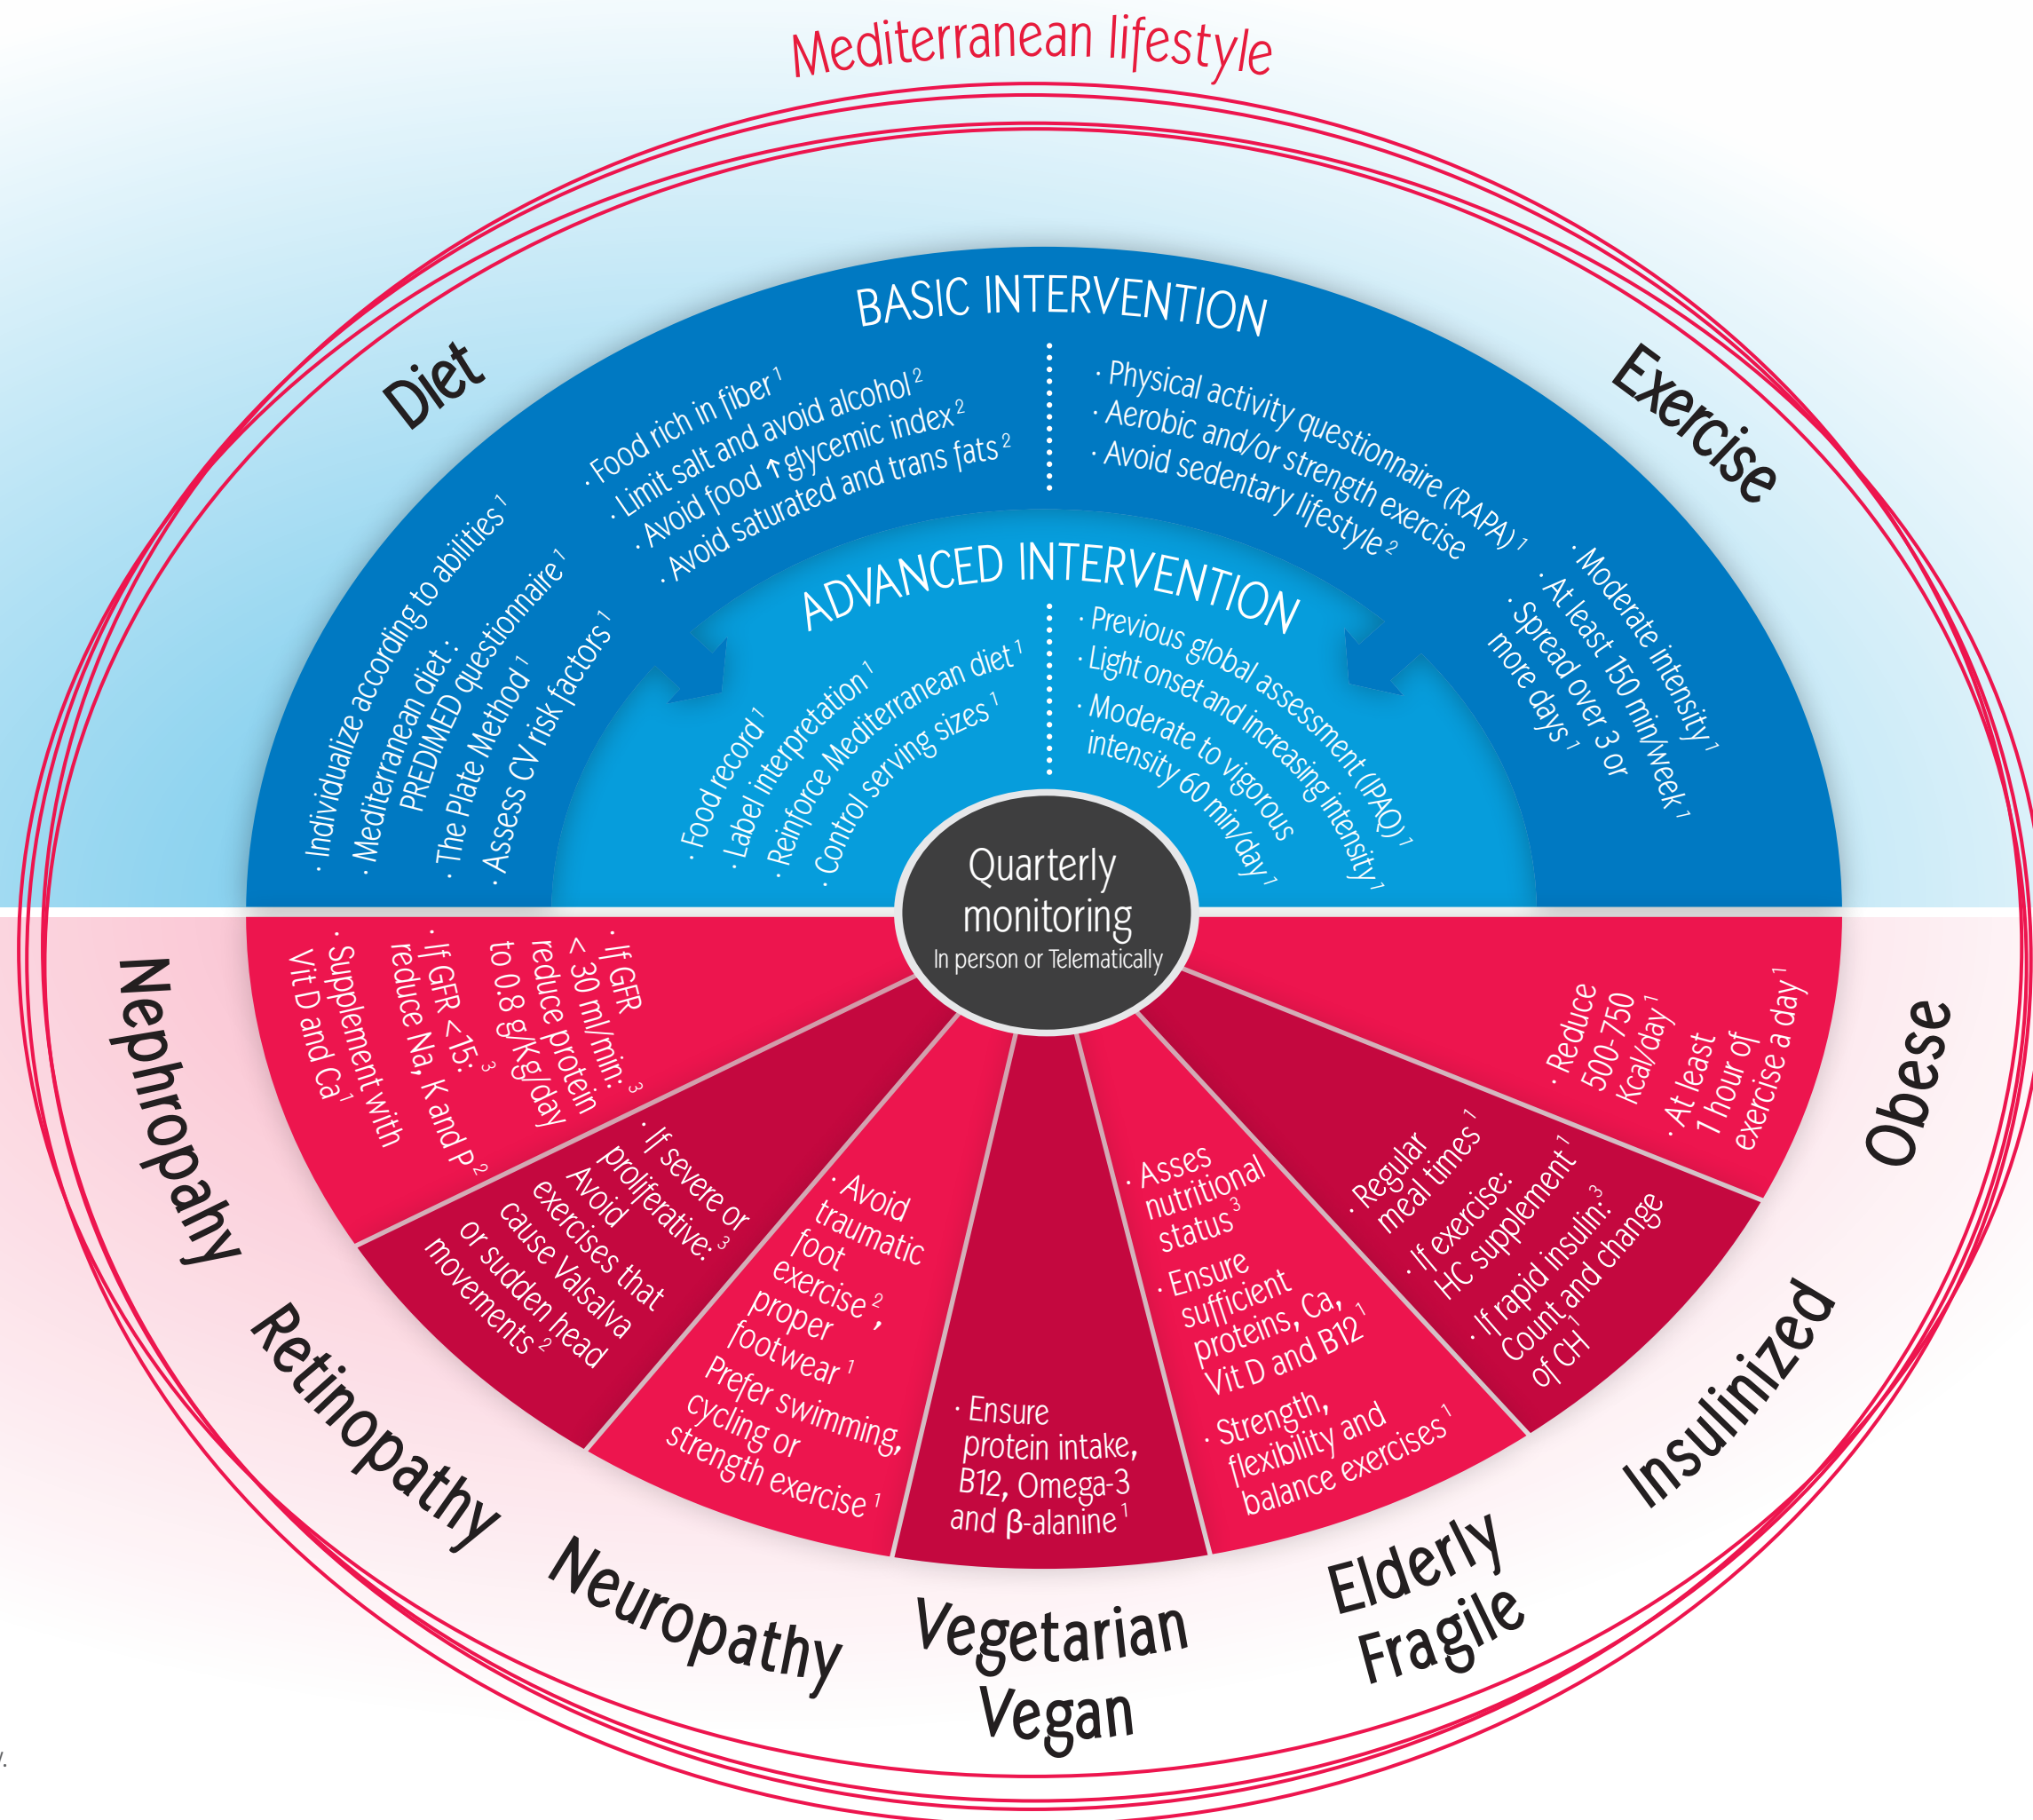 Mediterranean lifestyle
Diet
Exercise
BASIC INTERVENTION
· Individualize according to abilities 1
· Mediterranean diet :
PREDIMED questionnaire 1
· The Plate Method 1
· Assess CV risk factors 1
· Food rich in fiber 1
· Limit salt and avoid alcohol 2
· Avoid food ↑ glycemic index 2
· Avoid saturated and trans fats 2
· Physical activity questionnaire (RAPA) 1
· Aerobic and/or strength exercise
· Avoid sedentary lifestyle 2
· Moderate intensity 1
· At least 150 min/week 1
· Spread over 3 or
more days 1
ADVANCED INTERVENTION
· Food record 1
· Label interpretation 1
· Reinforce Mediterranean diet 1
· Control serving sizes 1
· Previous global assessment (IPAQ) 1
· Light onset and increasing intensity 1
· Moderate to vigorous
intensity 60 min/day 1
Quarterly
monitoring
In person or Telematically
Nephropahy
· If GFR
< 30 ml/min: 3
reduce protein
to 0.8 g/Kg/day
· If GFR <15: 3
reduce Na, K and P 2
· Supplement with
Vit D and Ca 1
Retinopathy
· If severe or
proliferative: 3
Avoid
exercises that
cause Valsalva
or sudden head
movements 2
Neuropathy
· Avoid
traumatic
foot
exercise 2,
proper
footwear 1
Prefer swimming,
cycling or
strength exercise 1
Vegetarian
Vegan
· Ensure
protein intake,
B12, Omega-3
and β-alanine 1
Elderly
Fragile
· Asses
nutritional
status 3
· Ensure
sufficient
proteins, Ca,
Vit D and B12 1
· Strength,
flexibility and
balance exercises 1
Insulinized
· Regular
meal times 1
· If exercise:
HC supplement 1
· If rapid insulin: 3
Count and change
of CH 1
Obese
· Reduce
500-750
Kcal/day 1
· At least
1 hour of
exercise a day 1